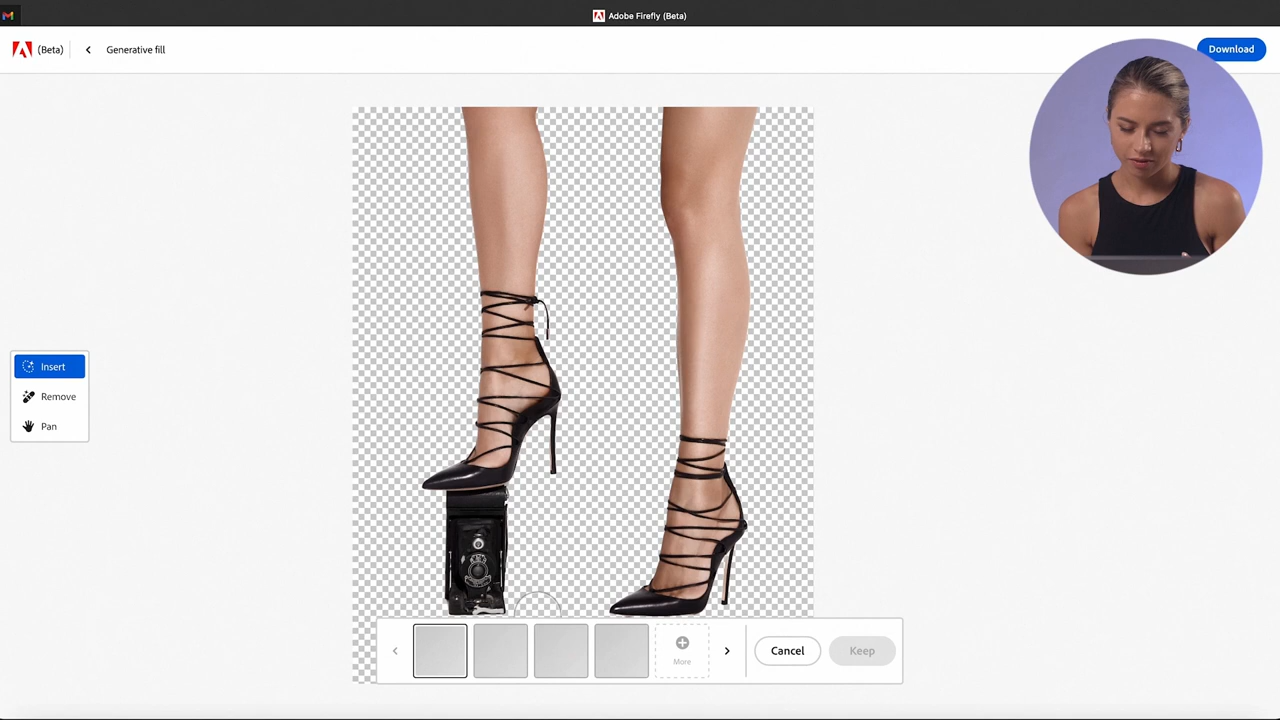 Adobe Firefly (Beta)
(Beta)
Generative fill
Download
Insert
Remove
Pan
More
Cancel
Keep